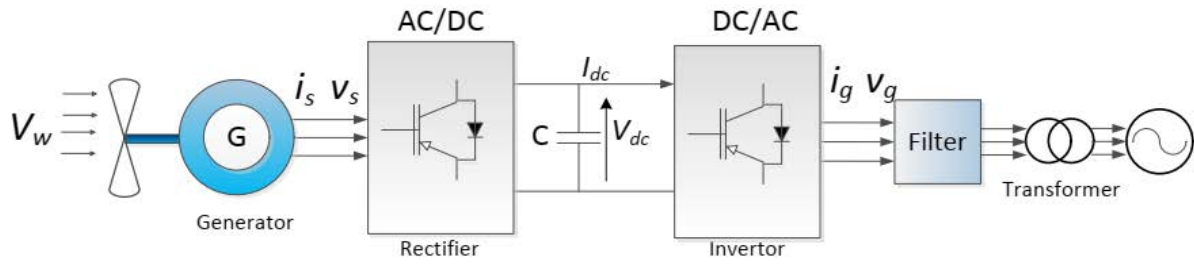 AC/DC
DC/AC
V_w
G
Generator
i_s v_s
Rectifier
I_dc
C
V_dc
Invertor
i_g v_g
Filter
Transformer